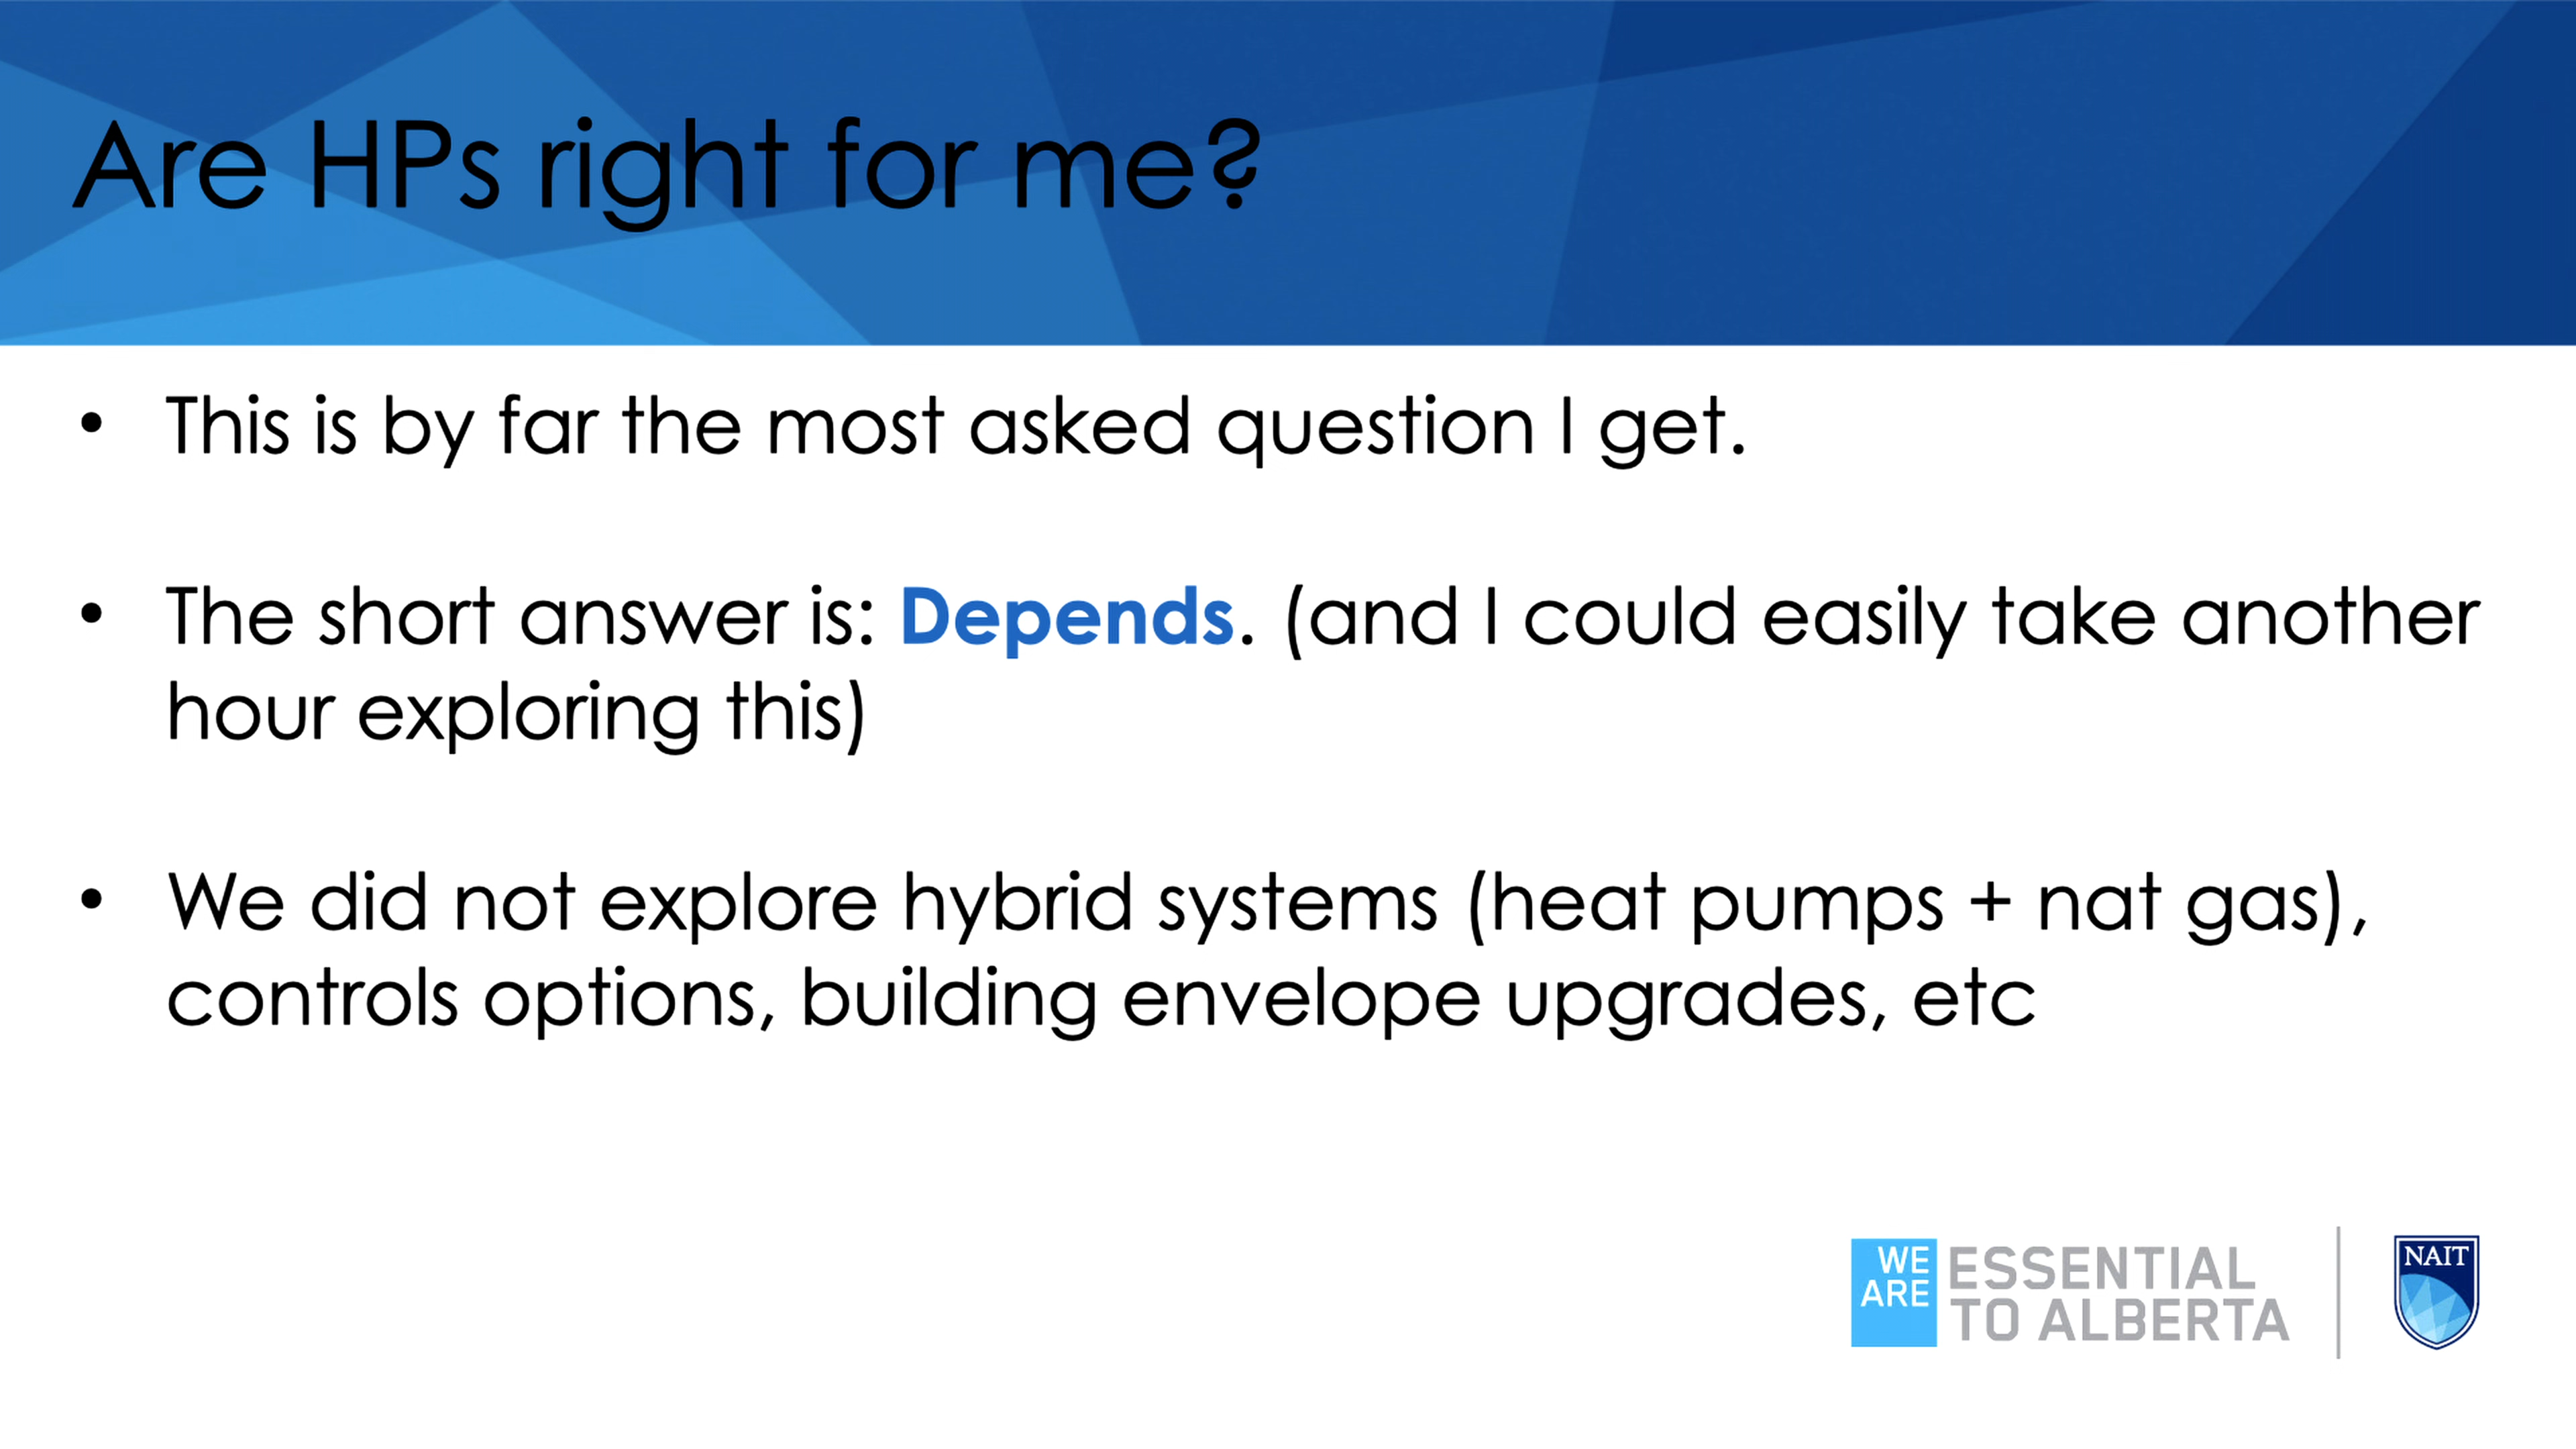 Are HPs right for me?
• This is by far the most asked question I get.
• The short answer is: Depends. (and I could easily take another
hour exploring this)
• We did not explore hybrid systems (heat pumps + nat gas),
controls options, building envelope upgrades, etc
WE
ARE
ESSENTIAL
TO ALBERTA
NAIT